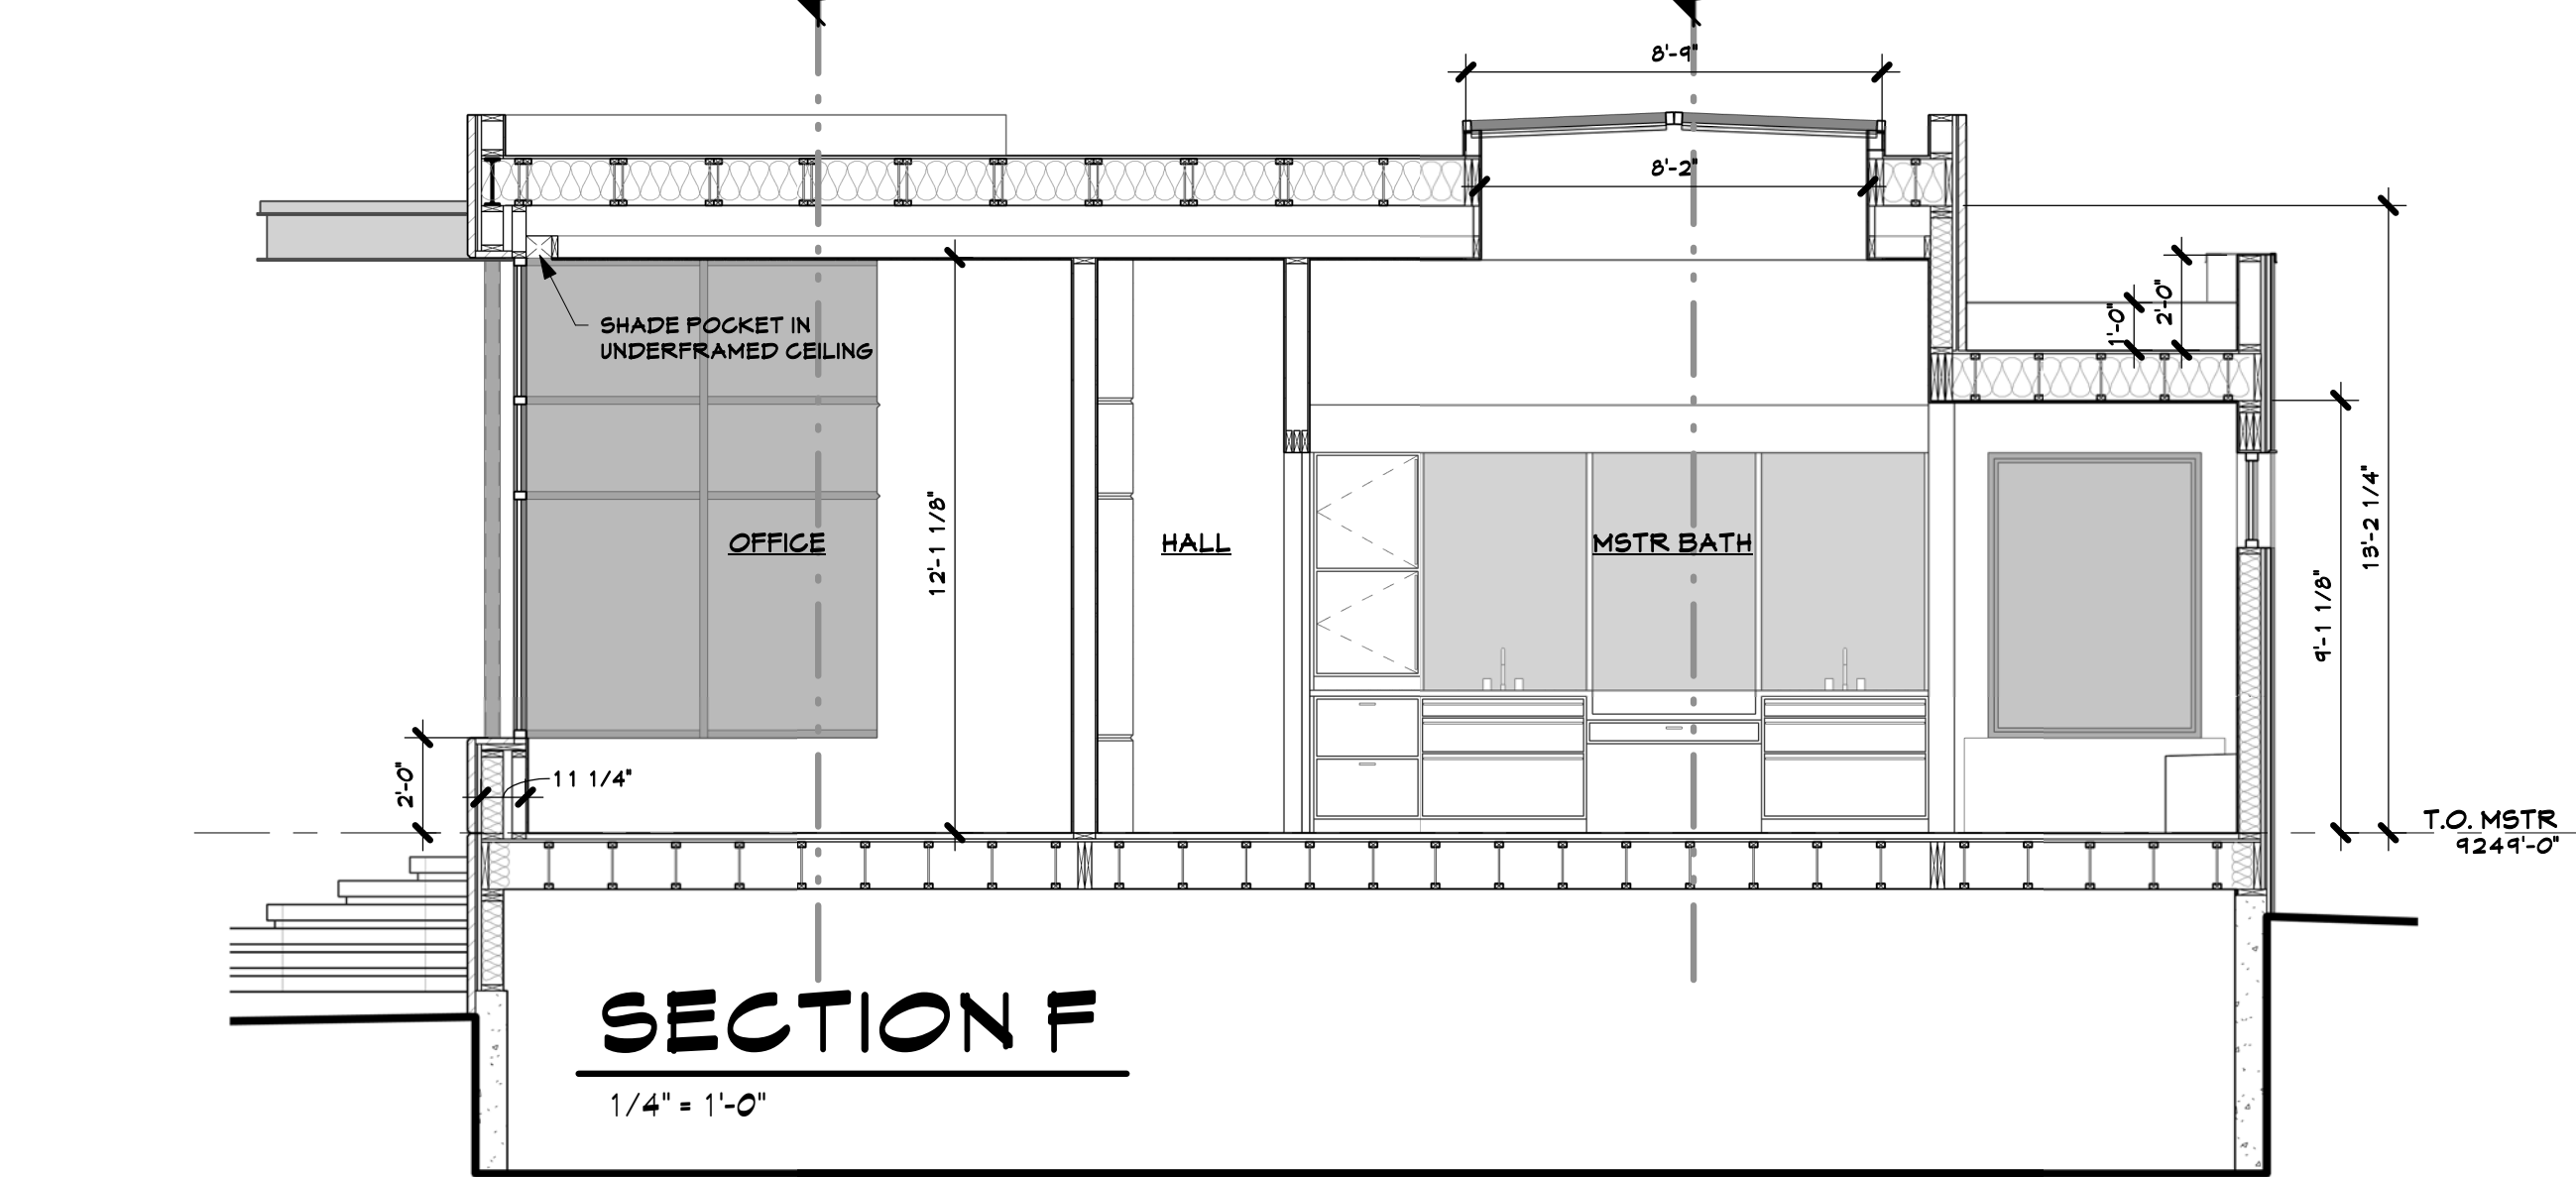 8'-9"
8'-2"
SHADE POCKET IN
UNDERFRAMED CEILING
1'-0"
2'-0"
OFFICE
12'-1 1/8"
HALL
MSTR BATH
9'-1 1/8"
13'-2 1/4"
2'-0"
11 1/4"
T.O. MSTR
9249'-0"
SECTION F
1/4" = 1'-0"